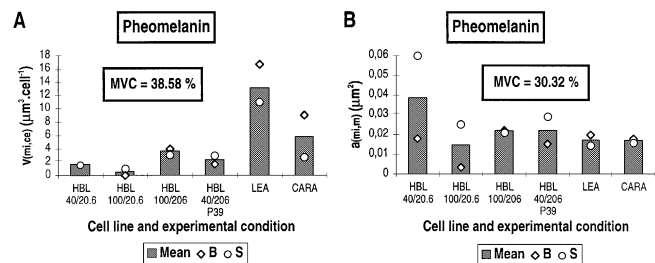 A
Pheomelanin
MVC = 38.58 %
v(mi,ce) (µm³.cell⁻¹)
18
16
14
12
10
8
6
4
2
0
HBL 40/20.6
HBL 100/20.6
HBL 100/206
HBL 40/206 P39
LEA
CARA
Cell line and experimental condition
Mean B S
B
Pheomelanin
MVC = 30.32 %
a(mi,m) (µm²)
0,06
0,05
0,04
0,03
0,02
0,01
0
HBL 40/20.6
HBL 100/20.6
HBL 100/206
HBL 40/206 P39
LEA
CARA
Cell line and experimental condition
Mean B S